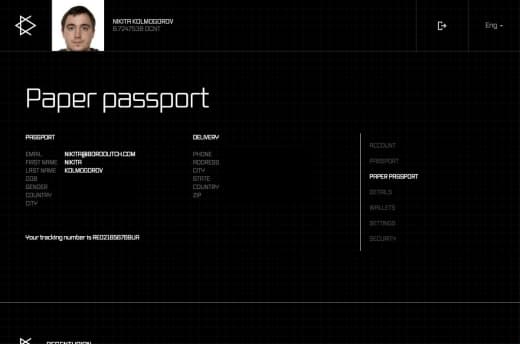 NIKITA KOLMOGOROV
8.7247538 DCNT
Eng
Paper passport
PASSPORT
EMAIL NIKITA@BORODUTCH.COM
FIRST NAME NIKITA
LAST NAME KOLMOGOROV
DOB
GENDER
COUNTRY
CITY
DELIVERY
PHONE
ADDRESS
CITY
STATE
COUNTRY
ZIP
ACCOUNT
PASSPORT
PAPER PASSPORT
DETAILS
WALLETS
SETTINGS
SECURITY
Your tracking number is